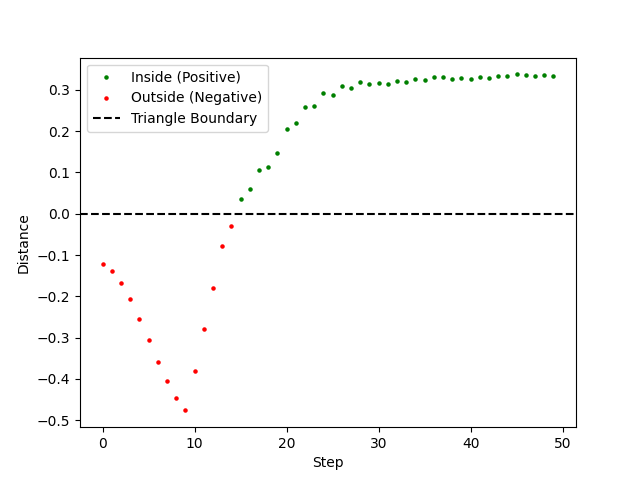 Inside (Positive)
Outside (Negative)
Triangle Boundary
0.3
0.2
0.1
0.0
−0.1
−0.2
−0.3
−0.4
−0.5
Distance
0 10 20 30 40 50
Step